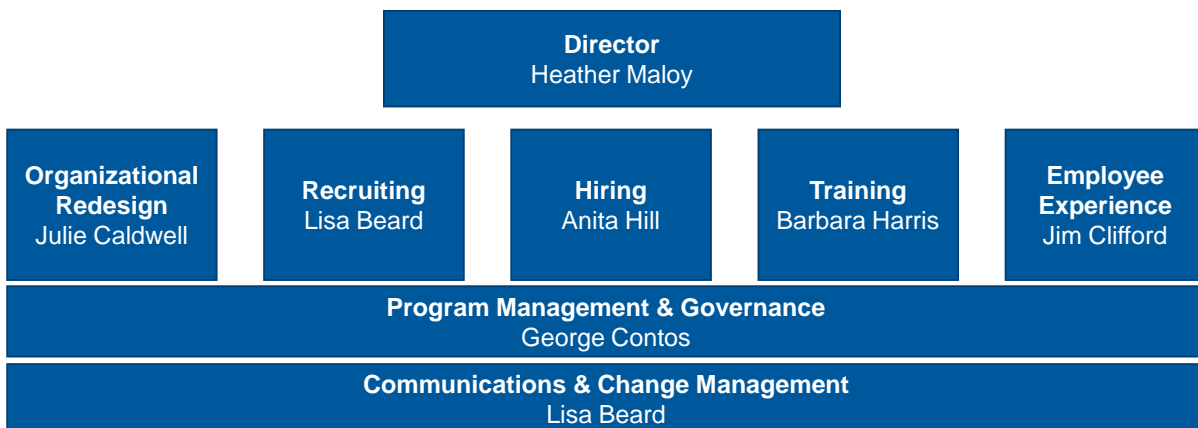 Director
Heather Maloy
Organizational
Redesign
Julie Caldwell
Recruiting
Lisa Beard
Hiring
Anita Hill
Training
Barbara Harris
Employee
Experience
Jim Clifford
Program Management & Governance
George Contos
Communications & Change Management
Lisa Beard